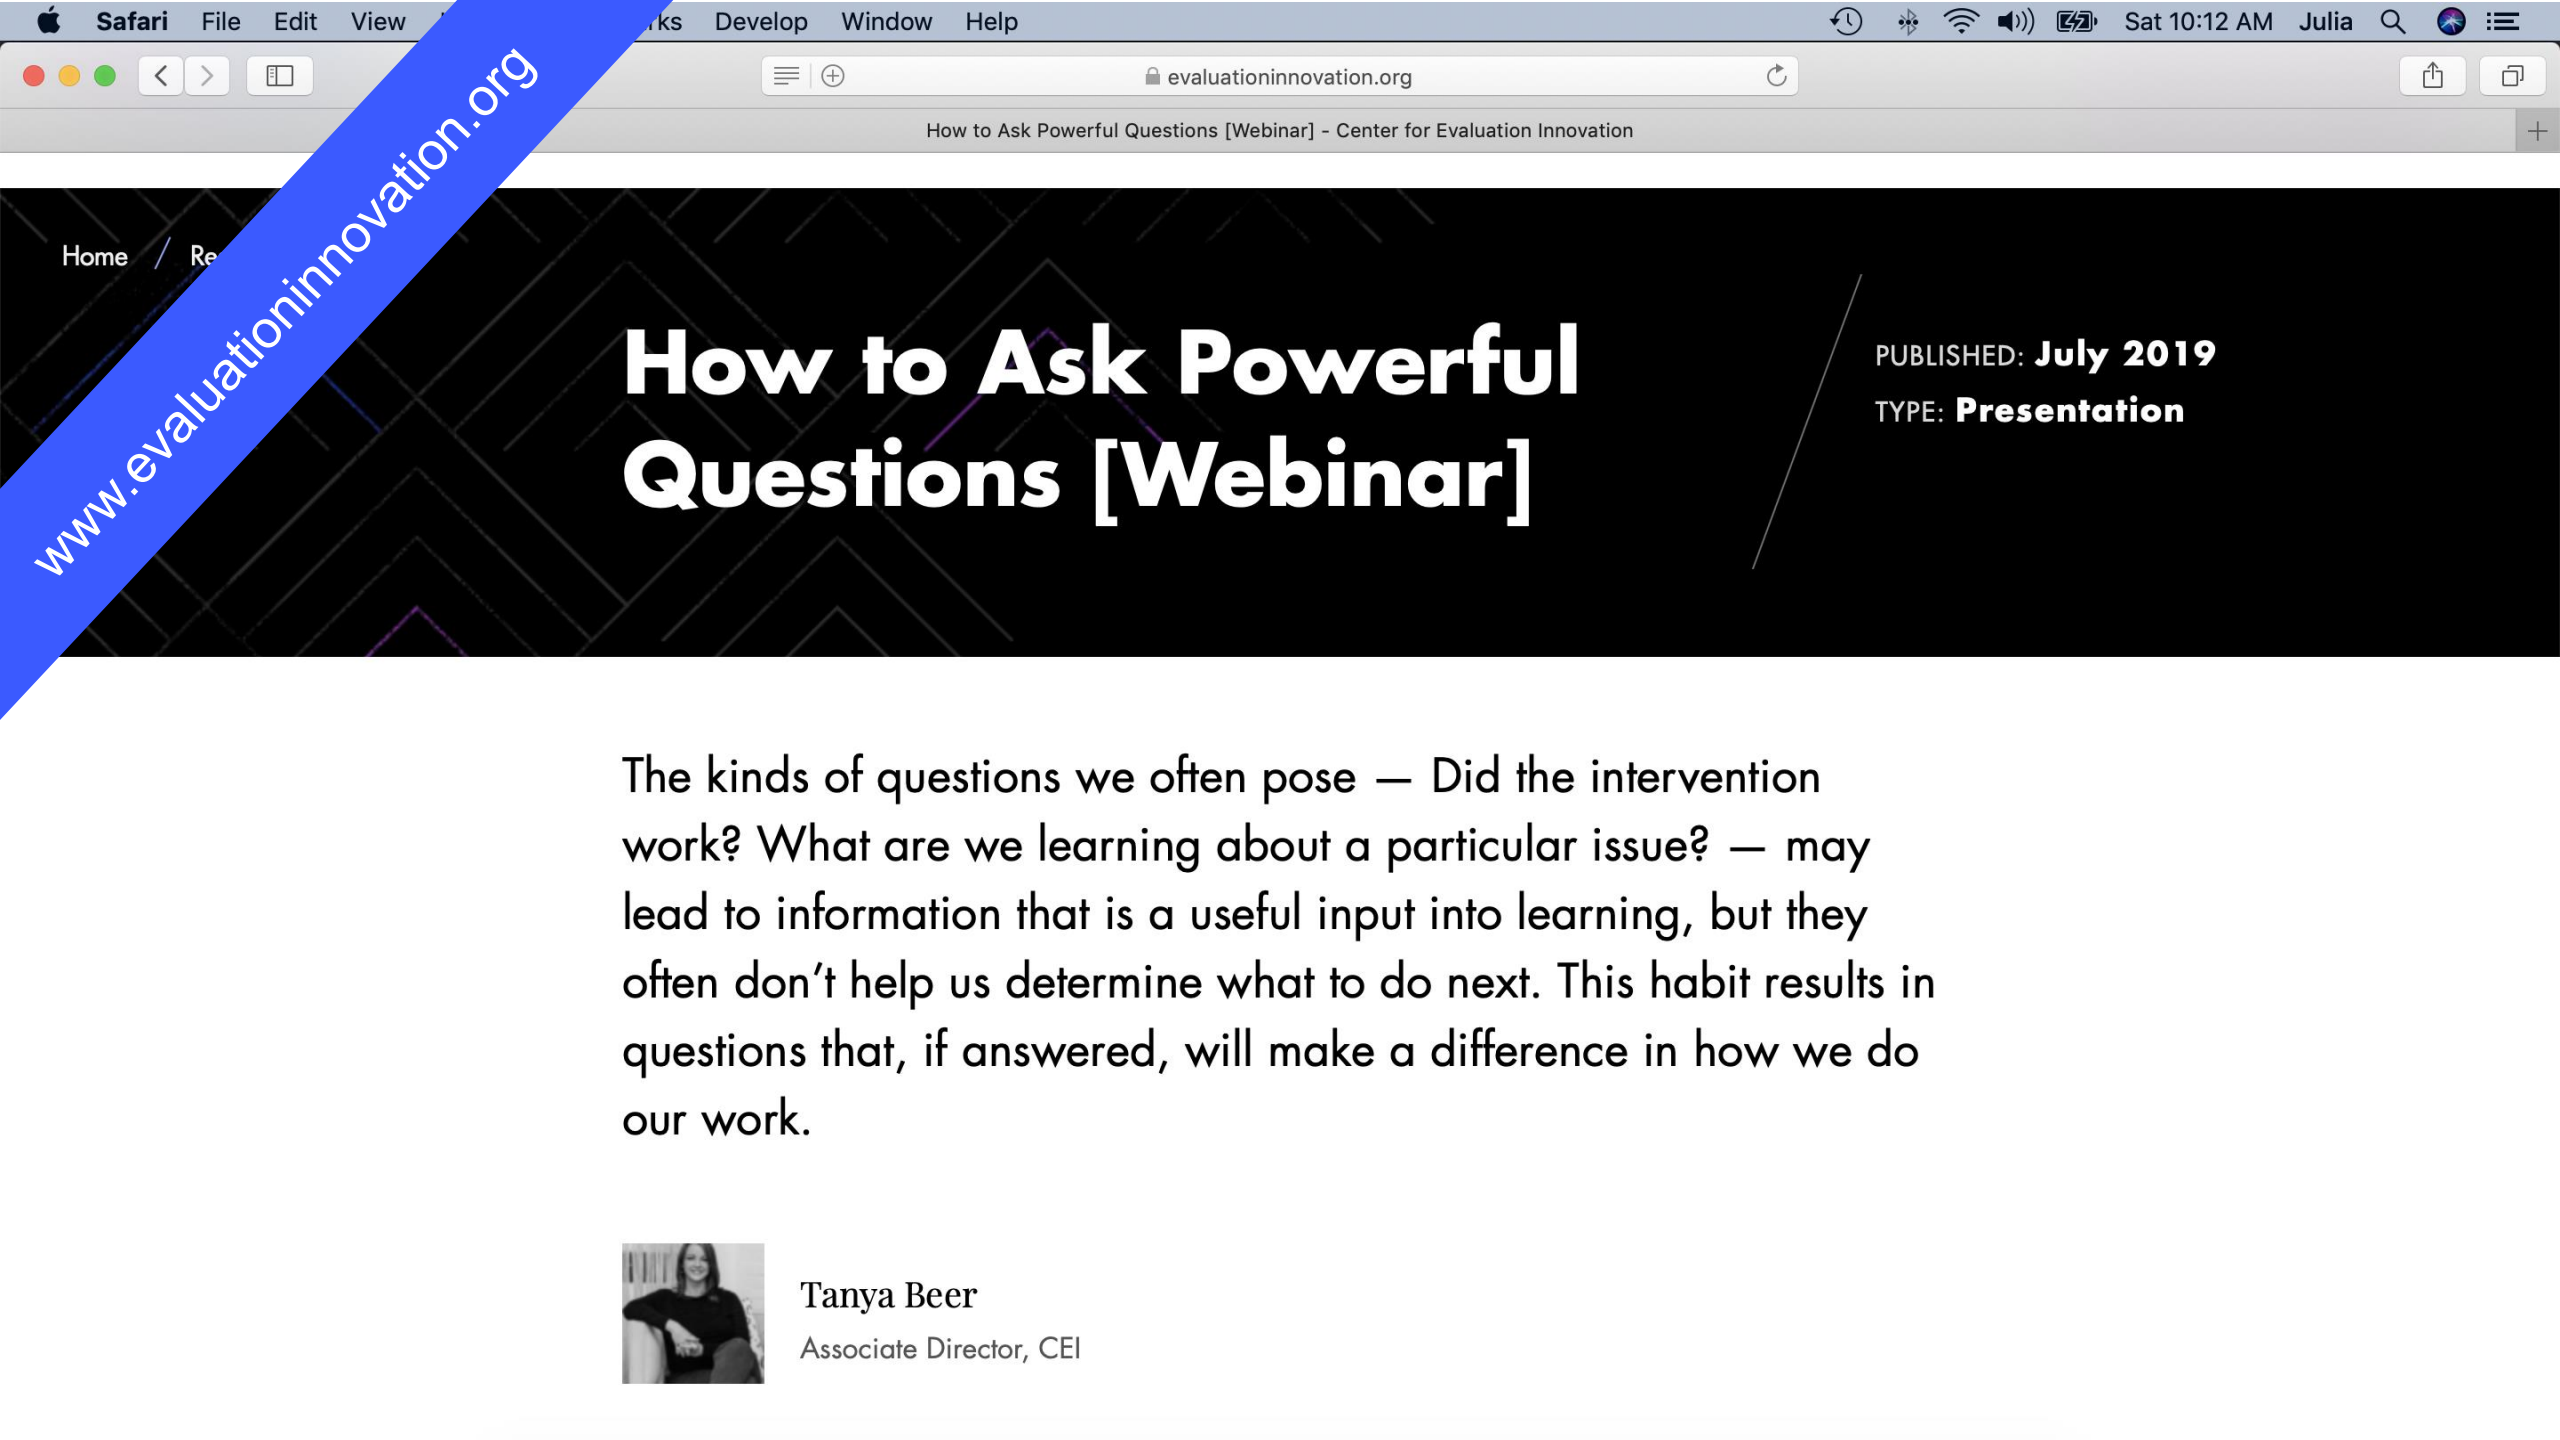 Safari File Edit View Develop Window Help Sat 10:12 AM Julia
evaluationinnovation.org
How to Ask Powerful Questions [Webinar] - Center for Evaluation Innovation
www.evaluationinnovation.org
Home /
How to Ask Powerful
Questions [Webinar]
PUBLISHED: July 2019
TYPE: Presentation
The kinds of questions we often pose — Did the intervention
work? What are we learning about a particular issue? — may
lead to information that is a useful input into learning, but they
often don’t help us determine what to do next. This habit results in
questions that, if answered, will make a difference in how we do
our work.
Tanya Beer
Associate Director, CEI